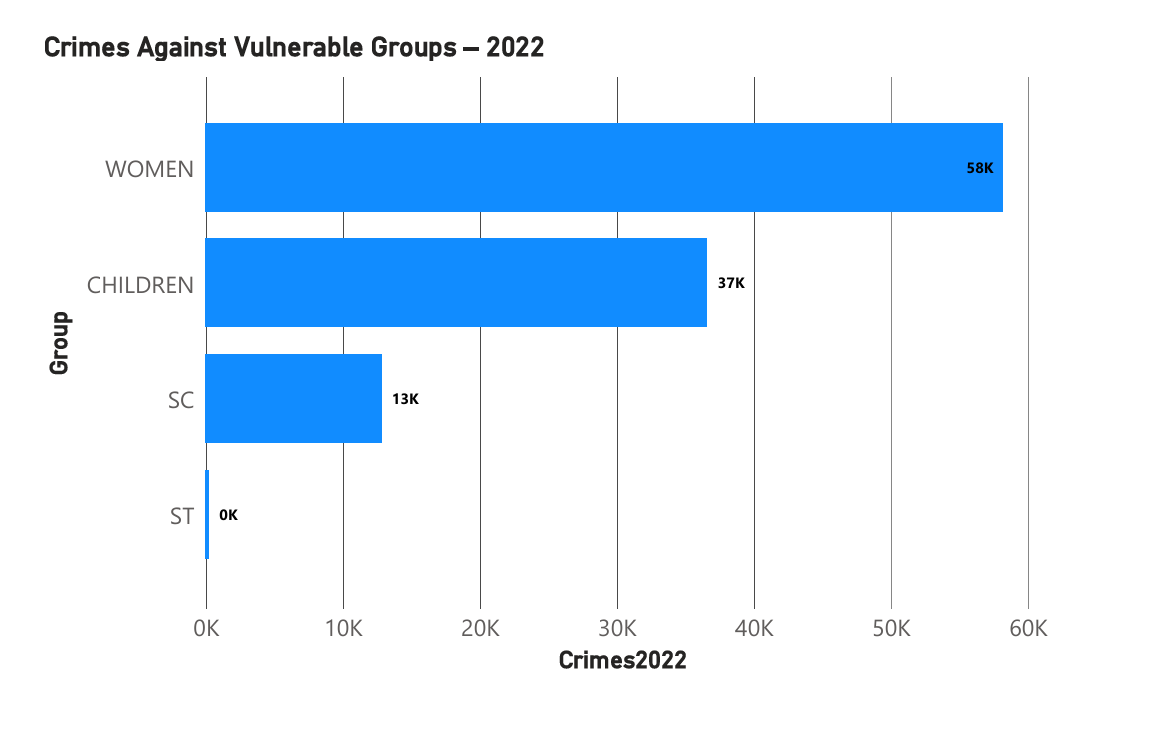 Crimes Against Vulnerable Groups – 2022
WOMEN
58K
CHILDREN
37K
Group
SC
13K
ST
0K
0K 10K 20K 30K 40K 50K 60K
Crimes2022